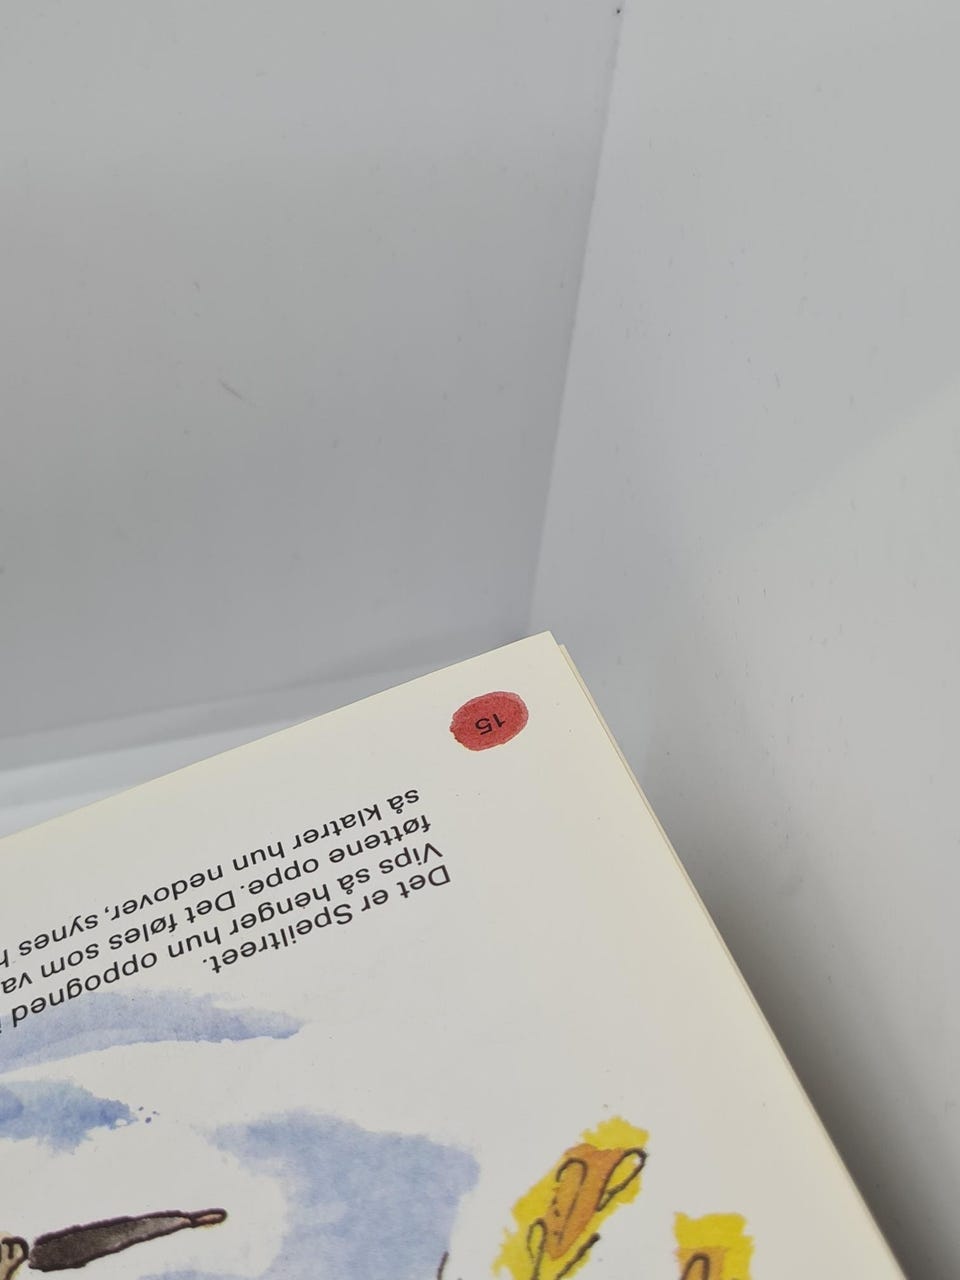 Det er Speiltreet.
Vips så henger hun oppogned
føttene oppe. Det føles som
så klatrer hun nedover, synes
15